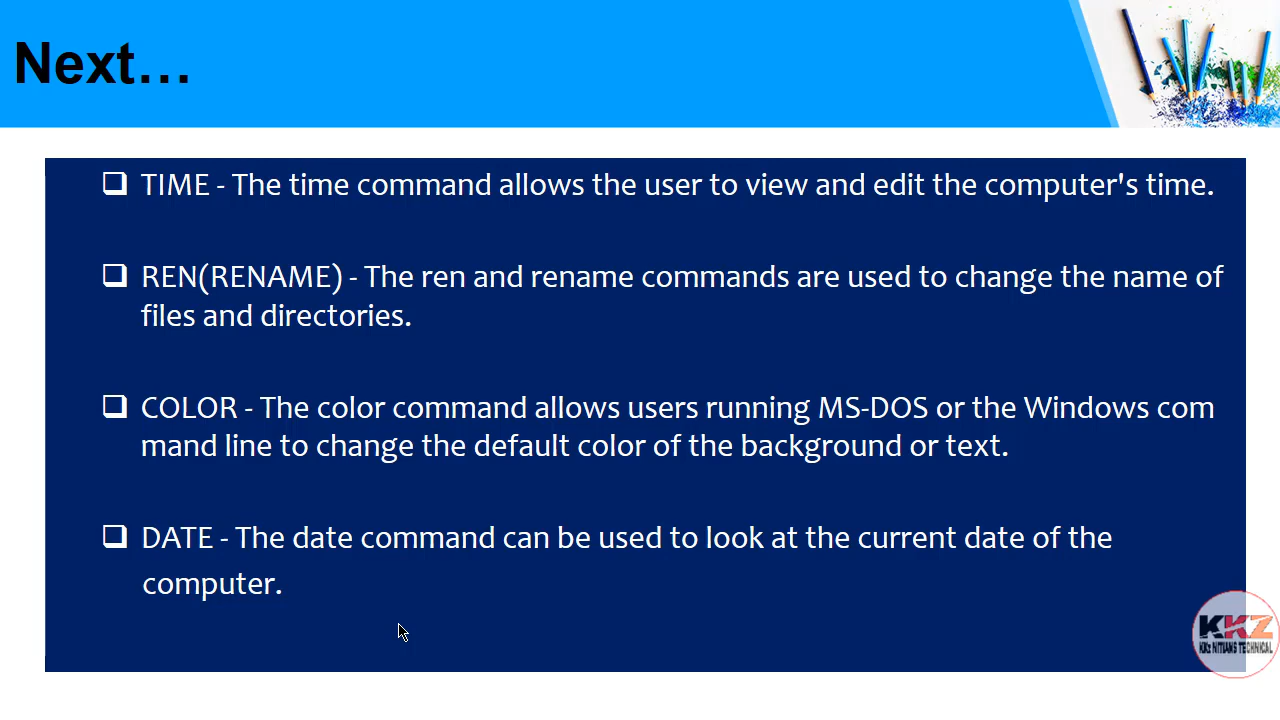 Next...
TIME - The time command allows the user to view and edit the computer's time.
REN(RENAME) - The ren and rename commands are used to change the name of
files and directories.
COLOR - The color command allows users running MS-DOS or the Windows com
mand line to change the default color of the background or text.
DATE - The date command can be used to look at the current date of the
computer.
KKZ
KKz NITIANS TECHNICAL